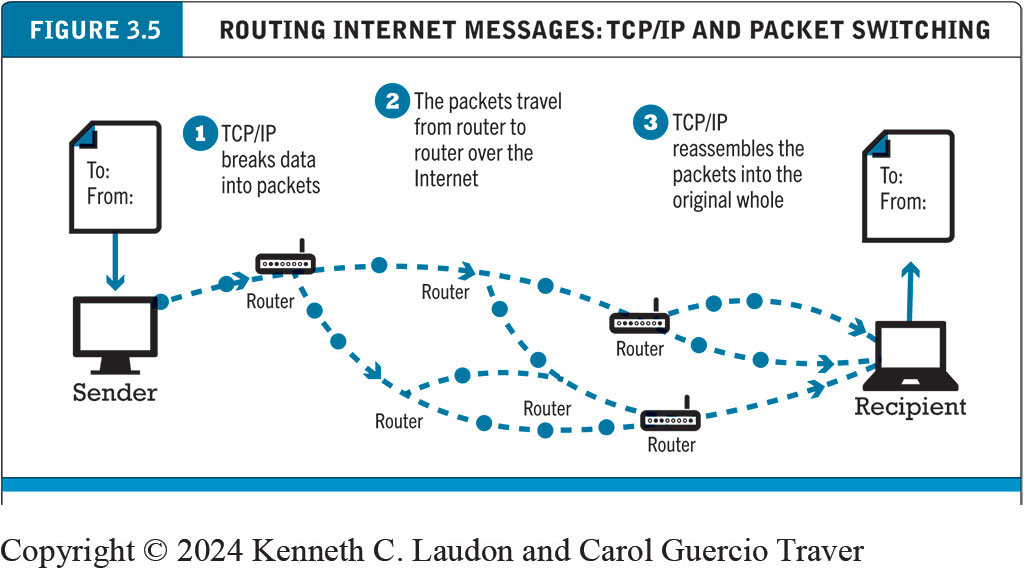 FIGURE 3.5
ROUTING INTERNET MESSAGES: TCP/IP AND PACKET SWITCHING
To:
From:
1
TCP/IP
breaks data
into packets
2
The packets travel
from router to
router over the
Internet
3
TCP/IP
reassembles the
packets into the
original whole
To:
From:
Router
Router
Router
Sender
Router
Router
Router
Recipient
Copyright © 2024 Kenneth C. Laudon and Carol Guercio Traver